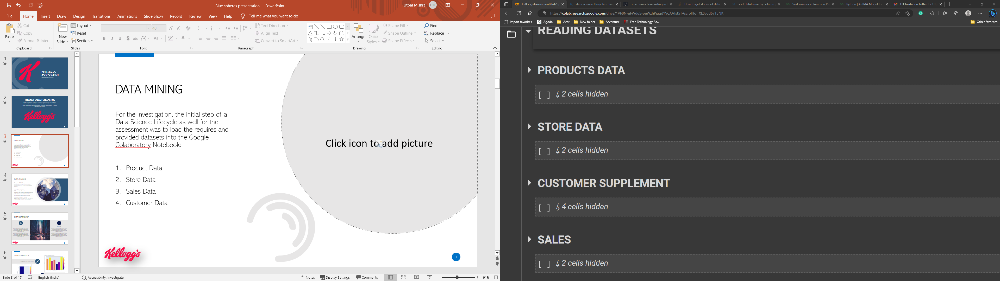 Blue spheres presentation - PowerPoint
Utpal Mishra UM
File Home Insert Draw Design Transitions Animations Slide Show Record Review View Help Tell me what you want to do
Paste
Cut
Copy
Format Painter
Clipboard
New
Slide
Layout
Reset
Section
Slides
40
Font
Paragraph
Text Direction
Align Text
Convert to SmartArt
Arrange
Quick
Styles
Shape Fill
Shape Outline
Shape Effects
Drawing
Find
Replace
Select
Editing
1
KELLOGG'S
ASSESSMENT
2
PRODUCT SALES FORECASTING
Kellogg's
3
DATA MINING
4
DATA CLEANING
5
DATA EXPLORATION
6
DATA EXPLORATION
DATA MINING
For the investigation, the initial step of a
Data Science Lifecycle as well for the
assessment was to load the requires and
provided datasets into the Google
Colaboratory Notebook:
1. Product Data
2. Store Data
3. Sales Data
4. Customer Data
Click icon to add picture
Kellogg's
3
Slide 3 of 17 English (India) Accessibility: Investigate Notes Display Settings Comments 91%
KelloggsAssessmentPart2.i data science lifesycle - Bin Time Series Forecasting in How to get slopes of data sort dataframe by column Sort rows or columns in Pa Python | ARIMA Model for UK Invitation Letter for Utp
https://colab.research.google.com/drive/1VF8N-uFWdu5-peWzhPjugdYVoAATst5T#scrollTo=XESvqd67T3NK
Import favorites Agoda Acer New folder Accenture Free Technology Bo... Other favorites
READING DATASETS
PRODUCTS DATA
[ ] ↳ 2 cells hidden
STORE DATA
[ ] ↳ 2 cells hidden
CUSTOMER SUPPLEMENT
[ ] ↳ 4 cells hidden
SALES
[ ] ↳ 2 cells hidden